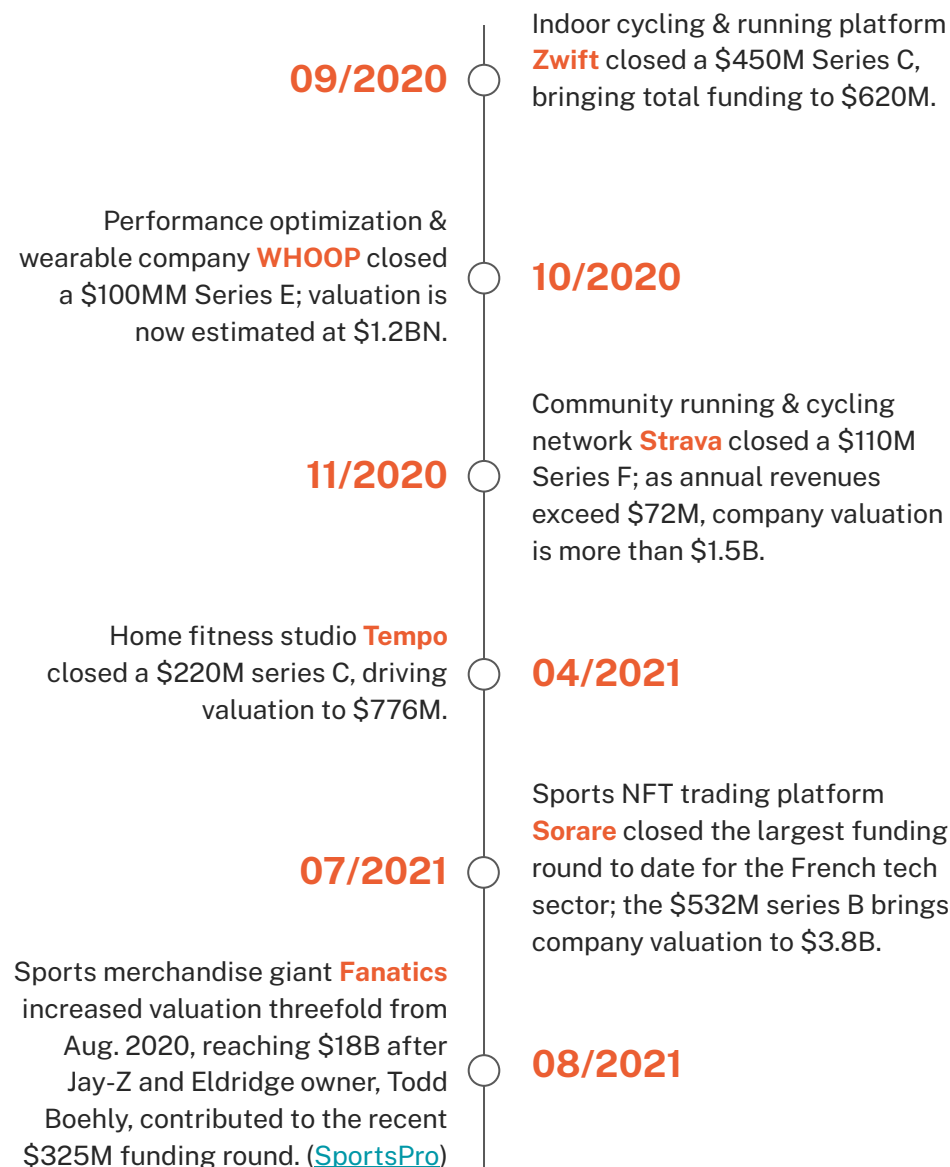 09/2020
Indoor cycling & running platform
Zwift closed a $450M Series C,
bringing total funding to $620M.
Performance optimization &
wearable company WHOOP closed
a $100MM Series E; valuation is
now estimated at $1.2BN.
10/2020
11/2020
Community running & cycling
network Strava closed a $110M
Series F; as annual revenues
exceed $72M, company valuation
is more than $1.5B.
Home fitness studio Tempo
closed a $220M series C, driving
valuation to $776M.
04/2021
07/2021
Sports NFT trading platform
Sorare closed the largest funding
round to date for the French tech
sector; the $532M series B brings
company valuation to $3.8B.
Sports merchandise giant Fanatics
increased valuation threefold from
Aug. 2020, reaching $18B after
Jay-Z and Eldridge owner, Todd
Boehly, contributed to the recent
$325M funding round. (SportsPro)
08/2021